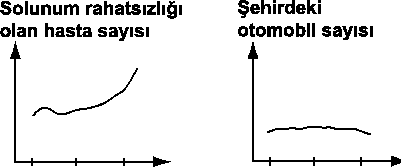 Solunum rahatsızlığı
olan hasta sayısı
Şehirdeki
otomobil sayısı